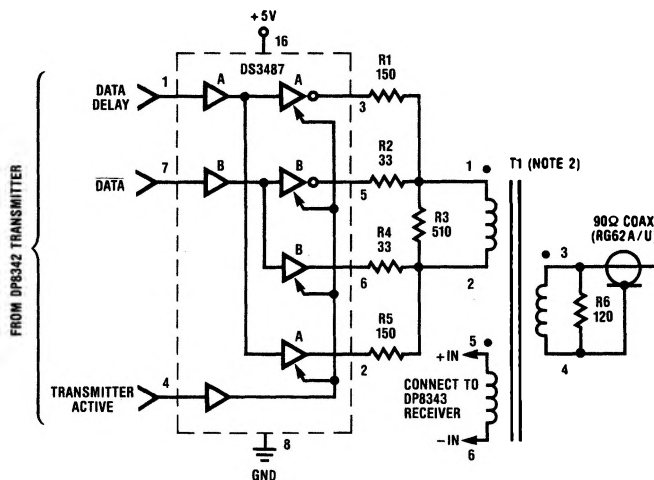 +5V
16
DS3487
DATA DELAY
1
A
A
3
R1
150
DATA
7
B
B
5
R2
33
R3
510
B
6
R4
33
A
2
R5
150
TRANSMITTER ACTIVE
4
8
GND
FROM DP8342 TRANSMITTER
1
2
T1 (NOTE 2)
3
4
R6
120
90Ω COAX
(RG62A/U
5
+IN
CONNECT TO
DP8343
RECEIVER
-IN
6